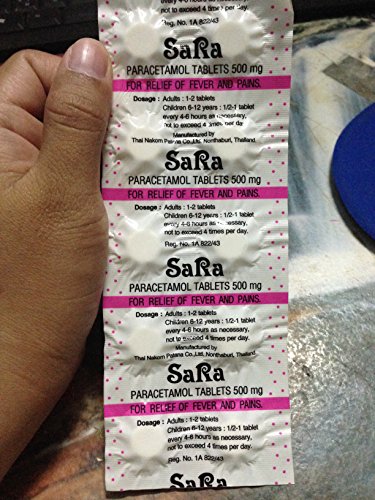 every 4-6 hours as necessary,
not to exceed 4 times per day.
Reg. No. 1A 822/43
SaRa
PARACETAMOL TABLETS 500 mg
FOR RELIEF OF FEVER AND PAINS.
Dosage : Adults : 1-2 tablets
Children 6-12 years : 1/2-1 tablet
every 4-6 hours as necessary,
not to exceed 4 times per day
Manufactured by
Thai Nakorn Patana Co.,Ltd. Nonthaburi, Thailand.
SaRa
PARACETAMOL TABLETS 500 mg
FOR RELIEF OF FEVER AND PAINS.
Dosage : Adults : 1-2 tablets
Children 6-12 years : 1/2-1 tablet
every 4-6 hours as necessary,
not to exceed 4 times per day.
Reg. No. 1A 822/43
SaRa
PARACETAMOL TABLETS 500 mg
FOR RELIEF OF FEVER AND PAINS.
Dosage : Adults : 1-2 tablets
Children 6-12 years : 1/2-1 tablet
every 4-6 hours as necessary,
not to exceed 4 times per day.
Manufactured by
Thai Nakorn Patana Co.,Ltd. Nonthaburi, Thailand.
SaRa
PARACETAMOL TABLETS 500 mg
FOR RELIEF OF FEVER AND PAINS.
Dosage : Adults : 1-2 tablets
Children 6-12 years : 1/2-1 tablet
every 4-6 hours as necessary,
not to exceed 4 times per day.
Reg. No. 1A 822/43
SaRa